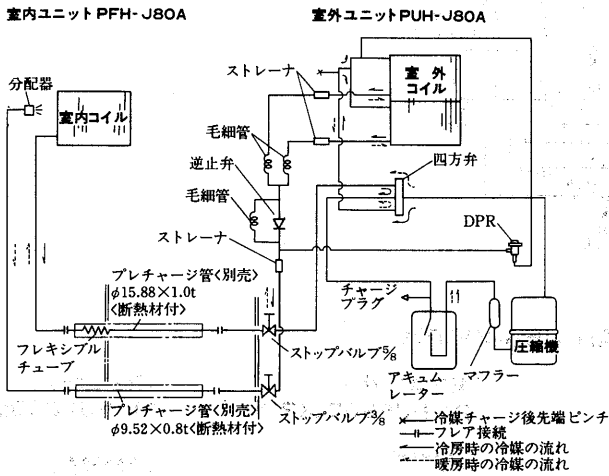 室内ユニットPFH-J80A
室外ユニットPUH-J80A
分配器
室内コイル
ストレーナ
室外
コイル
毛細管
逆止弁
毛細管
四方弁
DPR
ストレーナ
プレチャージ管〈別売〉
φ15.88×1.0t
〈断熱材付〉
チャージ
プラグ
フレキシブル
チューブ
ストップバルブ5/8
アキュム
レーター
マフラー
圧縮機
プレチャージ管〈別売〉
φ9.52×0.8t〈断熱材付〉
ストップバルブ3/8
冷媒チャージ後先端ピンチ
フレア接続
冷房時の冷媒の流れ
暖房時の冷媒の流れ